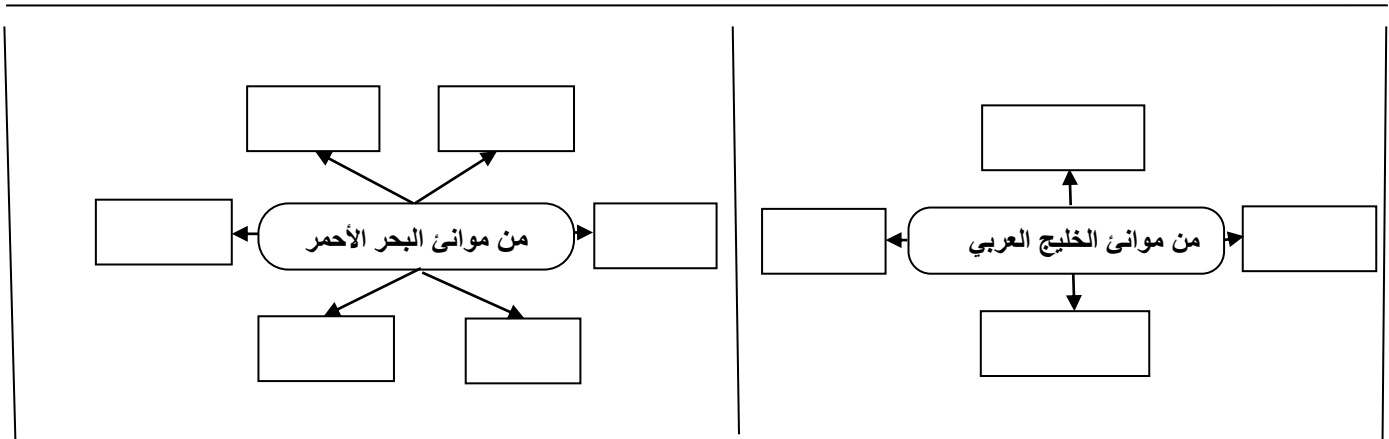 من موانئ الخليج العربي
من موانئ البحر الأحمر